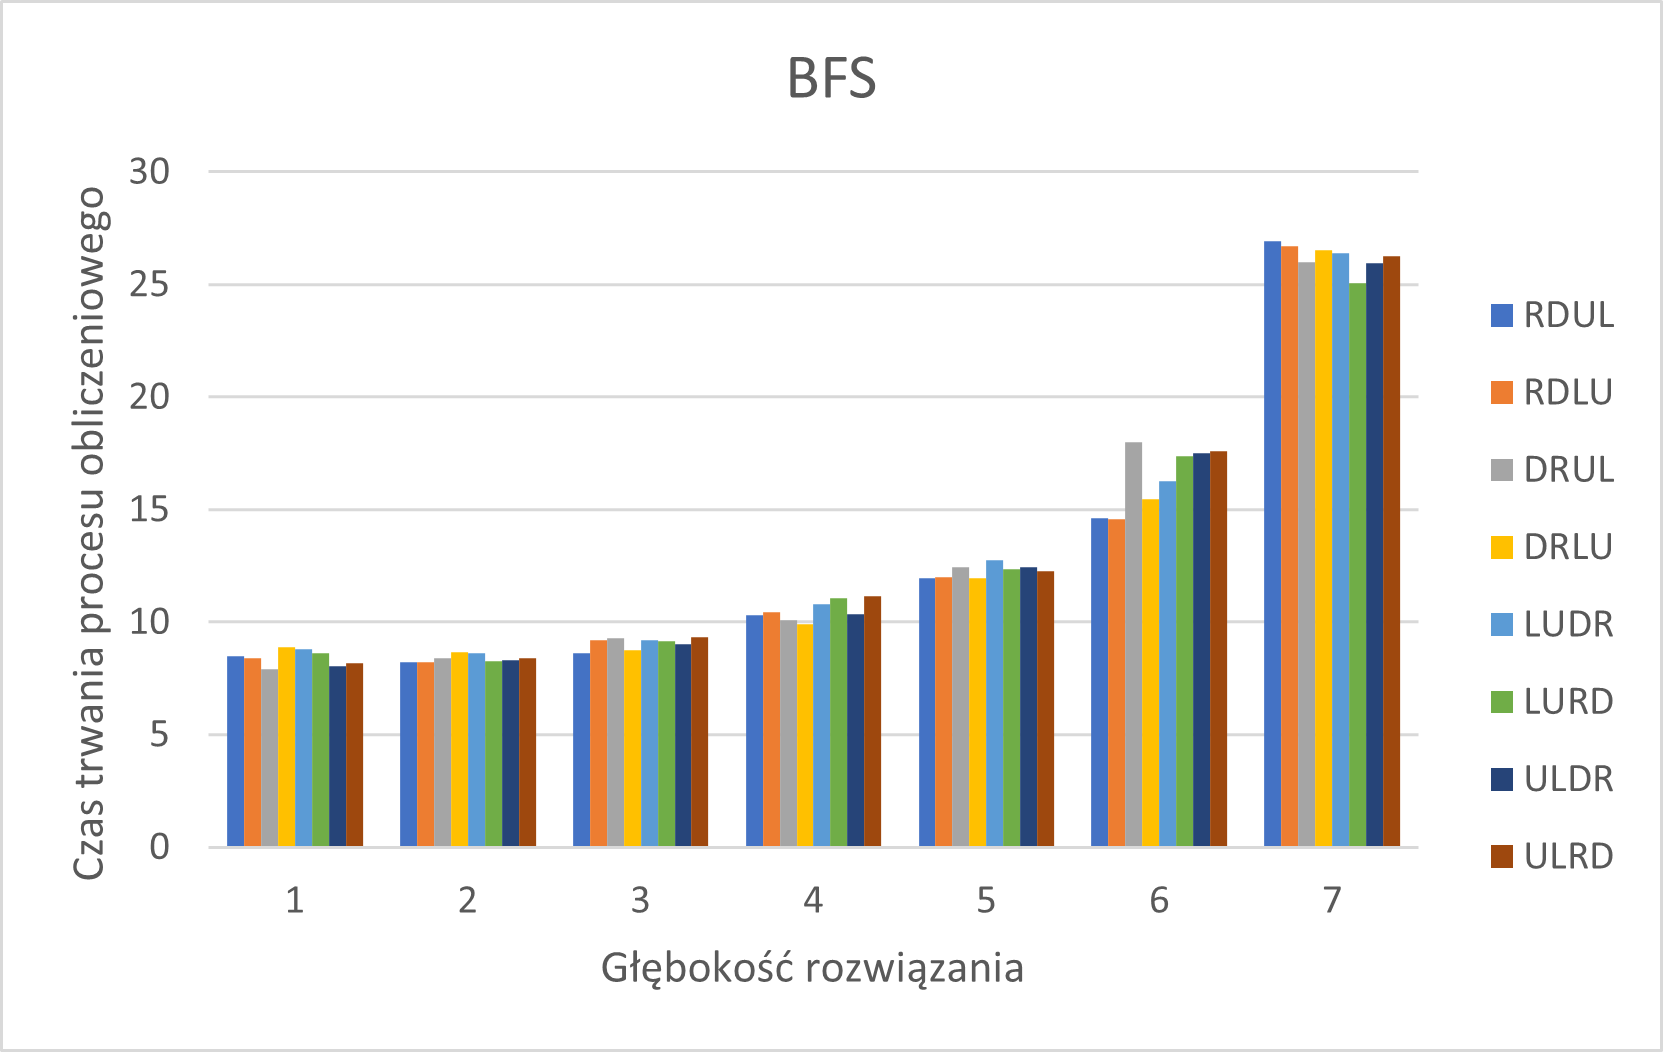 BFS
Czas trwania procesu obliczeniowego
30
25
20
15
10
5
0
1 2 3 4 5 6 7
Głębokość rozwiązania
RDUL
RDLU
DRUL
DRLU
LUDR
LURD
ULDR
ULRD